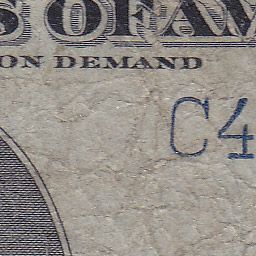 S OF AM
ON DEMAND
C4